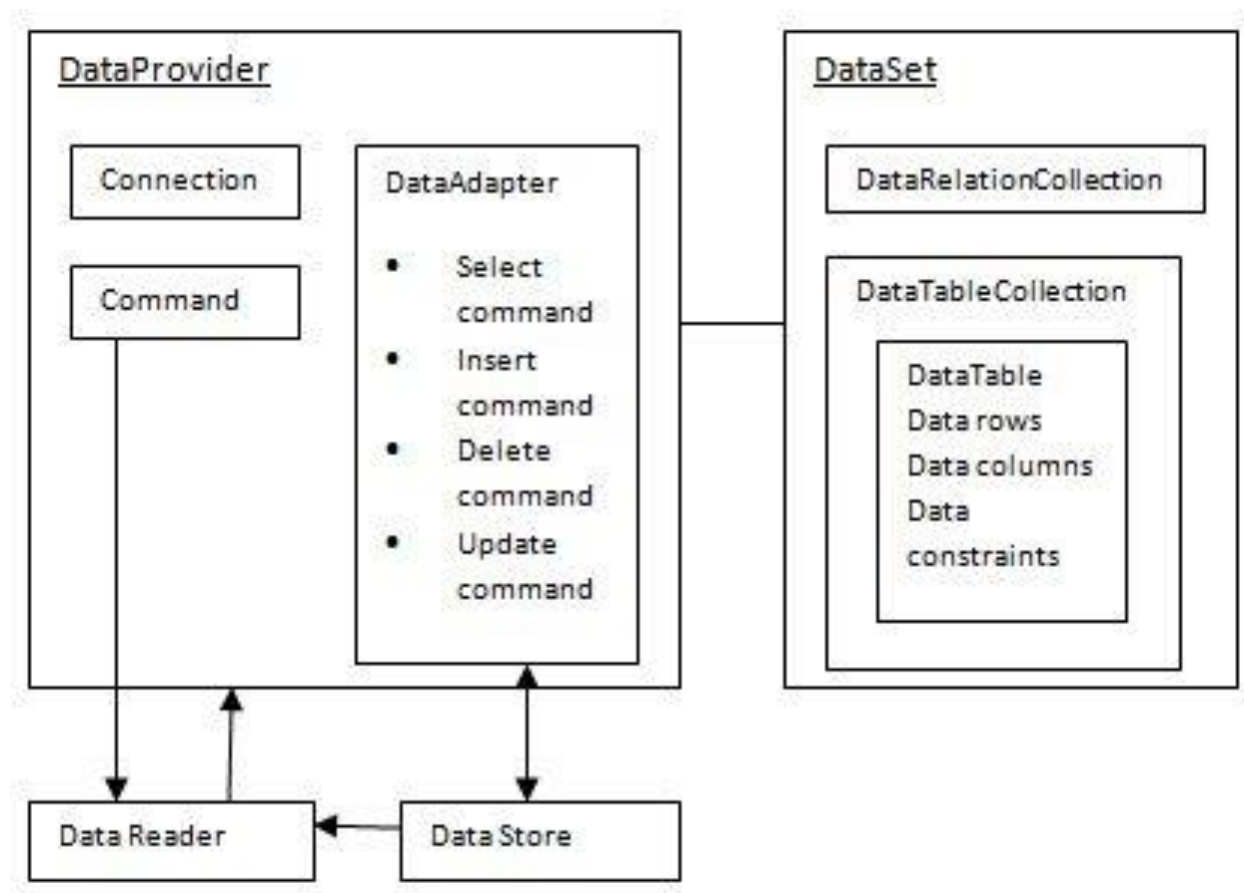 DataProvider
Connection
Command
DataAdapter
• Select
command
• Insert
command
• Delete
command
• Update
command
DataSet
DataRelationCollection
DataTableCollection
DataTable
Data rows
Data columns
Data
constraints
Data Reader
Data Store